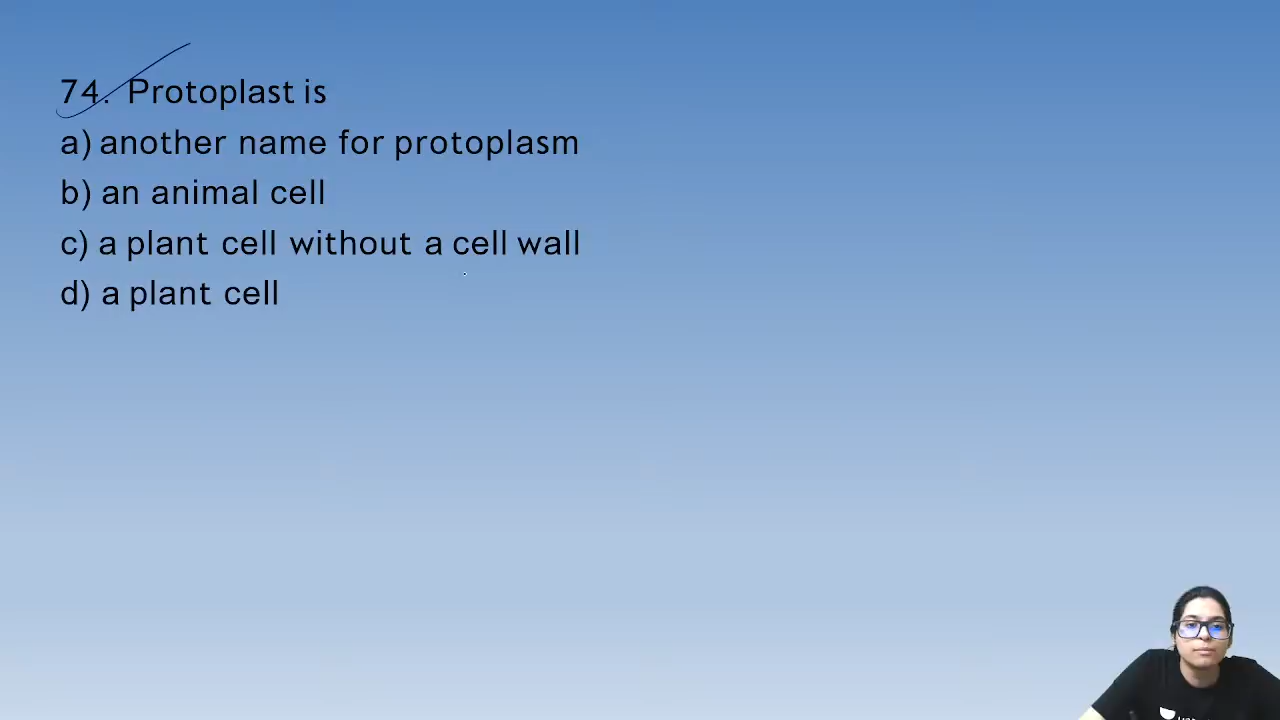 74. Protoplast is
a) another name for protoplasm
b) an animal cell
c) a plant cell without a cell wall
d) a plant cell